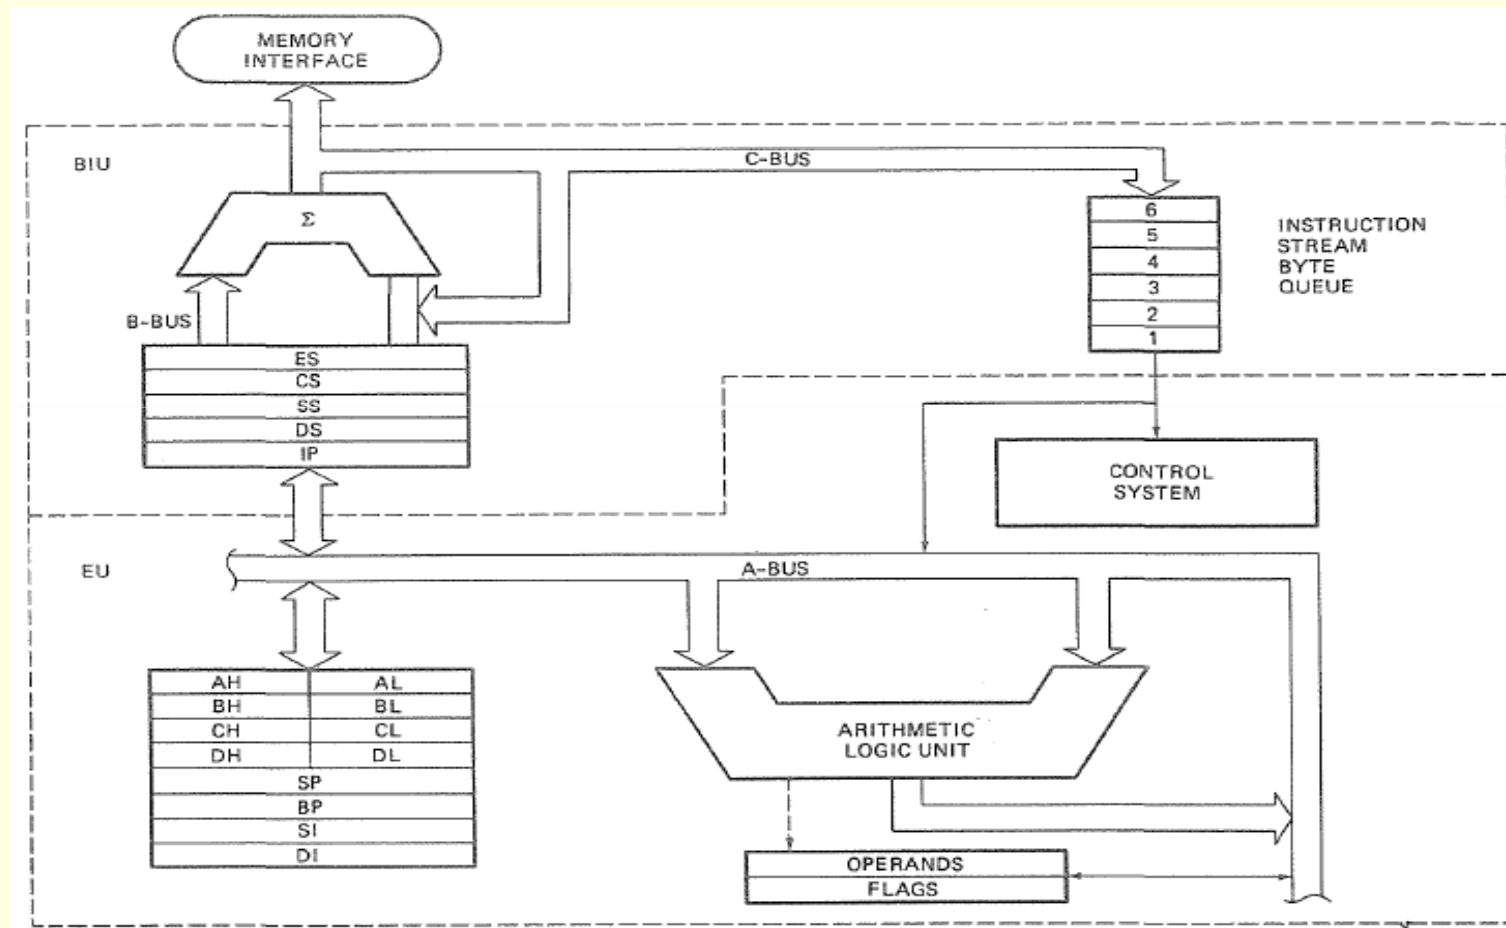 MEMORY
INTERFACE
BIU
C-BUS
Σ
B-BUS
6
5
4
3
2
1
INSTRUCTION
STREAM
BYTE
QUEUE
ES
CS
SS
DS
IP
CONTROL
SYSTEM
EU
A-BUS
AH AL
BH BL
CH CL
DH DL
SP
BP
SI
DI
ARITHMETIC
LOGIC UNIT
OPERANDS
FLAGS